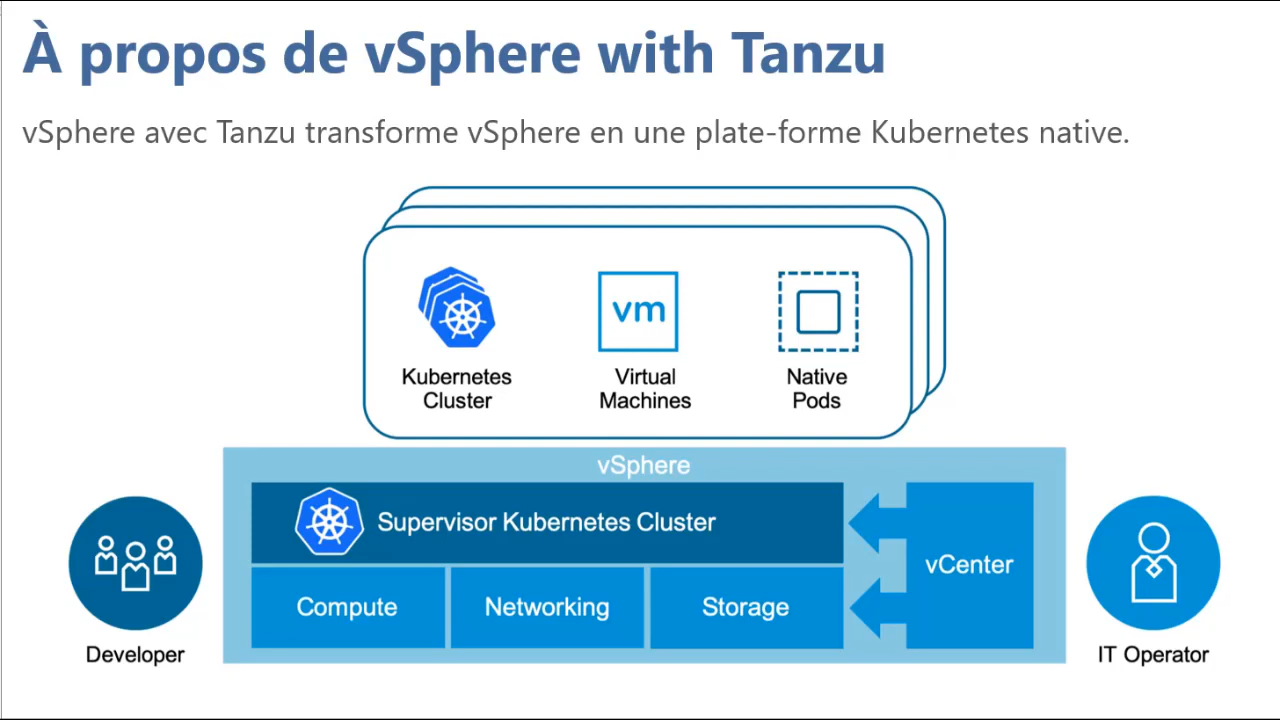 À propos de vSphere with Tanzu
vSphere avec Tanzu transforme vSphere en une plate-forme Kubernetes native.
vm
Kubernetes
Cluster
Virtual
Machines
Native
Pods
vSphere
Supervisor Kubernetes Cluster
vCenter
Compute
Networking
Storage
Developer
IT Operator